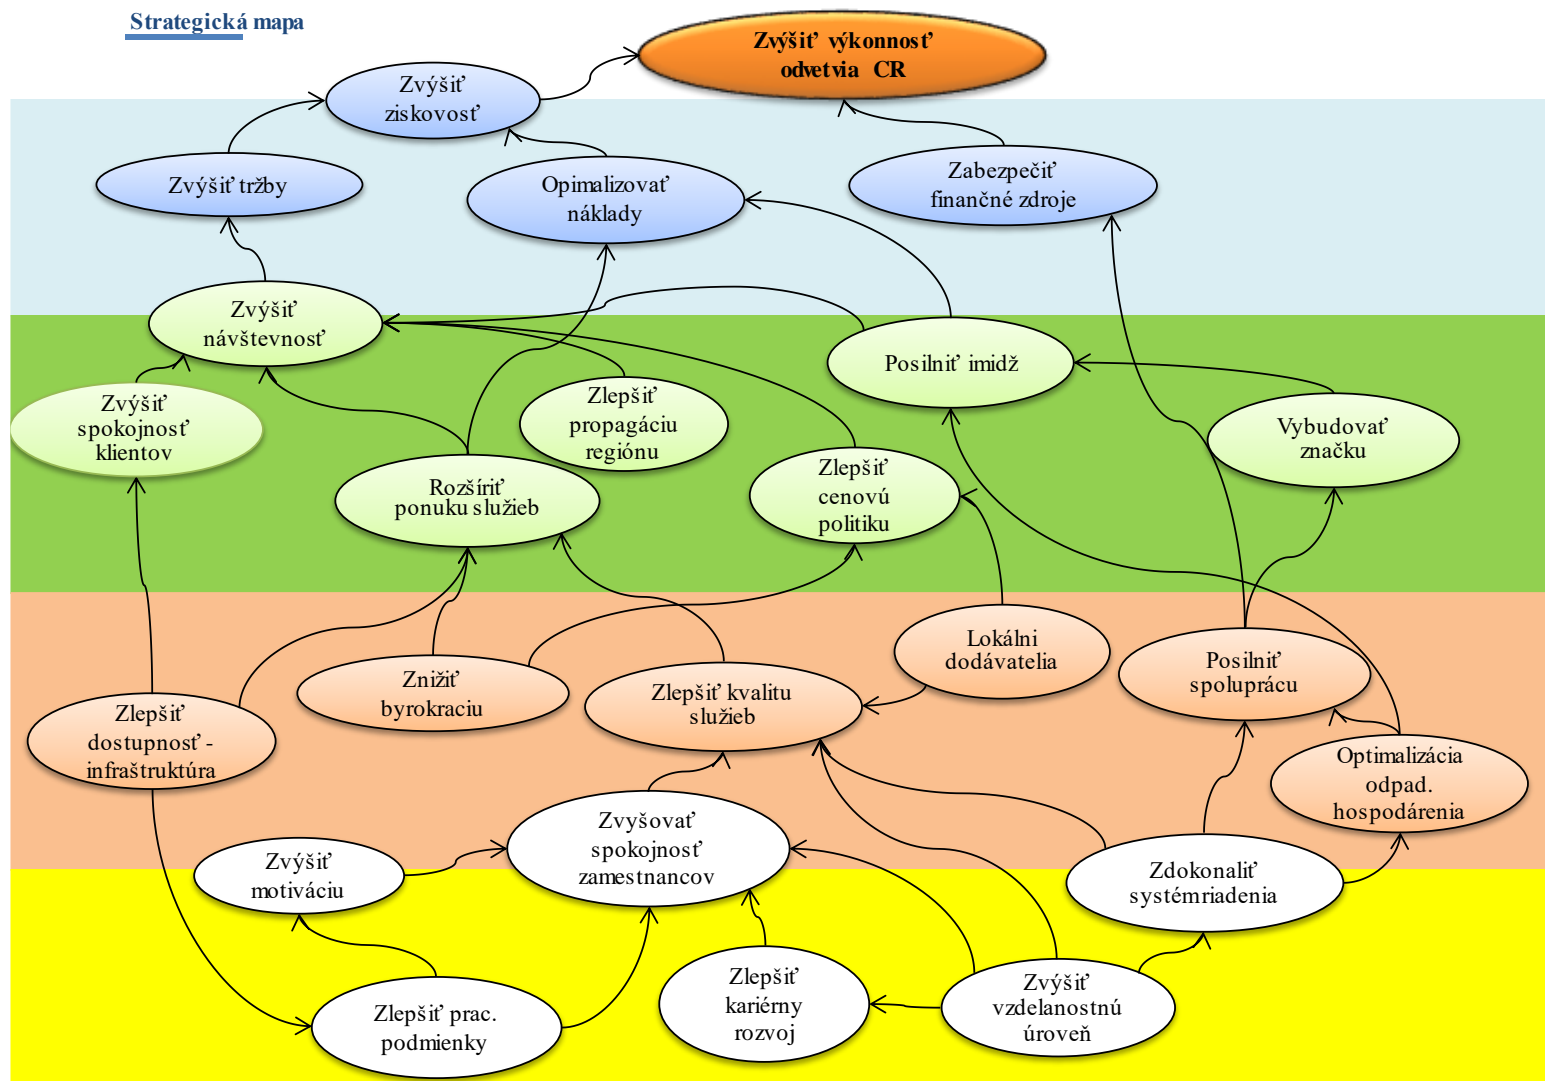 Strategická mapa
Zvýšiť výkonnosť
odvetvia CR
Zvýšiť
ziskovosť
Zvýšiť tržby
Opimalizovať
náklady
Zabezpečiť
finančné zdroje
Zvýšiť
návštevnosť
Posilniť imidž
Zvýšiť
spokojnosť
klientov
Zlepšiť
propagáciu
regiónu
Vybudovať
značku
Rozšíriť
ponuku služieb
Zlepšiť
cenovú
politiku
Lokálni
dodávatelia
Posilniť
spoluprácu
Znižiť
byrokraciu
Zlepšiť kvalitu
služieb
Zlepšiť
dostupnosť -
infraštruktúra
Optimalizácia
odpad.
hospodárenia
Zvyšovať
spokojnosť
zamestnancov
Zvýšiť
motiváciu
Zdokonaliť
systémriadenia
Zlepšiť prac.
podmienky
Zlepšiť
kariérny
rozvoj
Zvýšiť
vzdelanostnú
úroveň